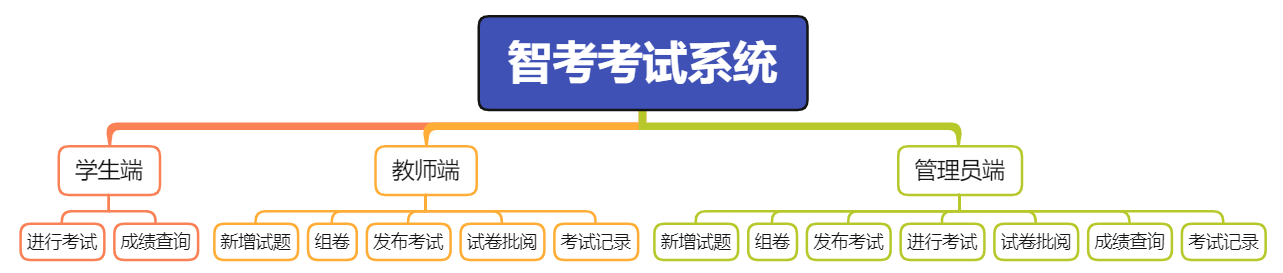 智考考试系统
学生端
教师端
管理员端
进行考试
成绩查询
新增试题
组卷
发布考试
试卷批阅
考试记录
新增试题
组卷
发布考试
进行考试
试卷批阅
成绩查询
考试记录